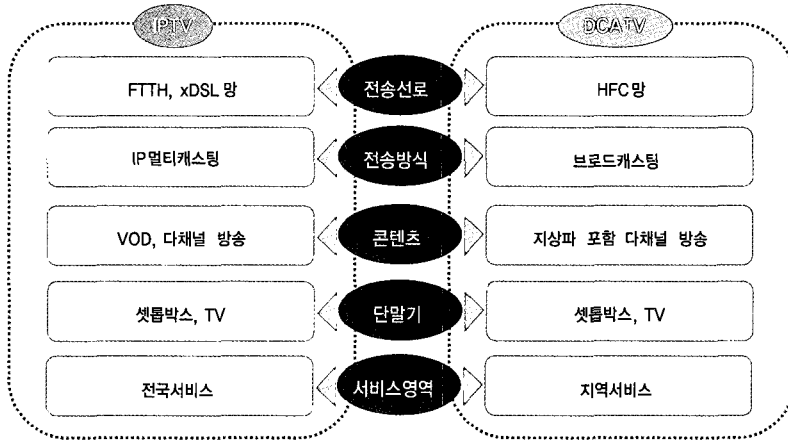 IPTV DCATV
FTTH, xDSL 망 전송선로 HFC 망
IP멀티캐스팅 전송방식 브로드캐스팅
VOD, 다채널 방송 콘텐츠 지상파 포함 다채널 방송
셋톱박스, TV 단말기 셋톱박스, TV
전국서비스 서비스영역 지역서비스